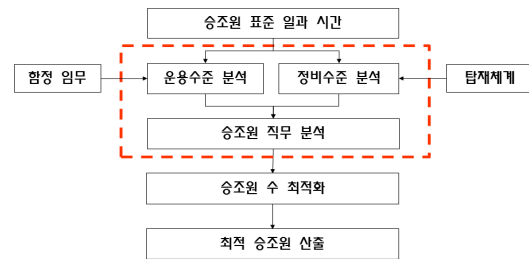 승조원 표준 일과 시간
함정 임무
운용수준 분석
정비수준 분석
탑재체계
승조원 직무 분석
승조원 수 최적화
최적 승조원 산출